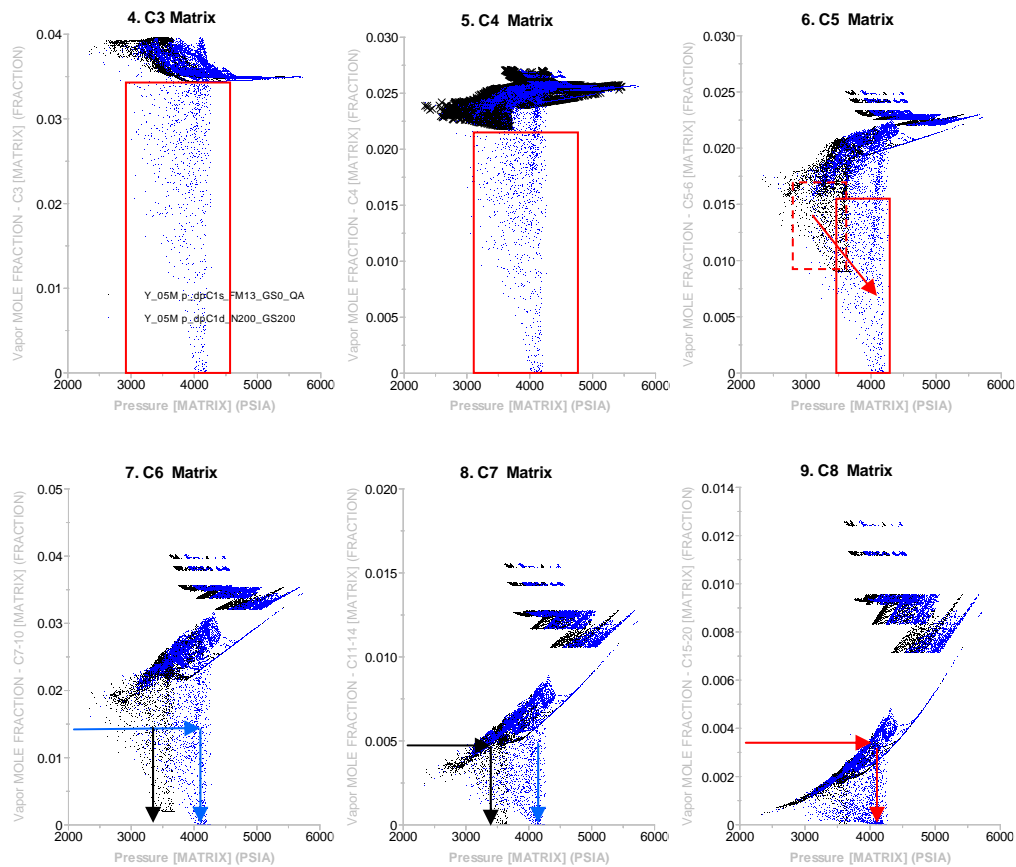 4. C3 Matrix
Vapor MOLE FRACTION - C3 [MATRIX] (FRACTION)
0.04
0.03
0.02
0.01
0
Y_05M p_dpC1s_FM13_GS0_QA
Y_05M p_dpC1d_N200_GS200
2000 3000 4000 5000 6000
Pressure [MATRIX] (PSIA)
5. C4 Matrix
Vapor MOLE FRACTION - C4 [MATRIX] (FRACTION)
0.030
0.025
0.020
0.015
0.010
0.005
0
2000 3000 4000 5000 6000
Pressure [MATRIX] (PSIA)
6. C5 Matrix
Vapor MOLE FRACTION - C5-6 [MATRIX] (FRACTION)
0.030
0.025
0.020
0.015
0.010
0.005
0
2000 3000 4000 5000 6000
Pressure [MATRIX] (PSIA)
7. C6 Matrix
Vapor MOLE FRACTION - C7-10 [MATRIX] (FRACTION)
0.05
0.04
0.03
0.02
0.01
0
2000 3000 4000 5000 6000
Pressure [MATRIX] (PSIA)
8. C7 Matrix
Vapor MOLE FRACTION - C11-14 [MATRIX] (FRACTION)
0.020
0.015
0.010
0.005
0
2000 3000 4000 5000 6000
Pressure [MATRIX] (PSIA)
9. C8 Matrix
Vapor MOLE FRACTION - C15-20 [MATRIX] (FRACTION)
0.014
0.012
0.010
0.008
0.006
0.004
0.002
0
2000 3000 4000 5000 6000
Pressure [MATRIX] (PSIA)